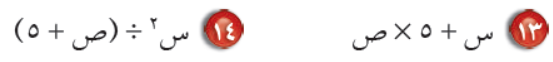 ١٣ س + ٥ × ص
١٤ س٢ ÷ (ص + ٥)